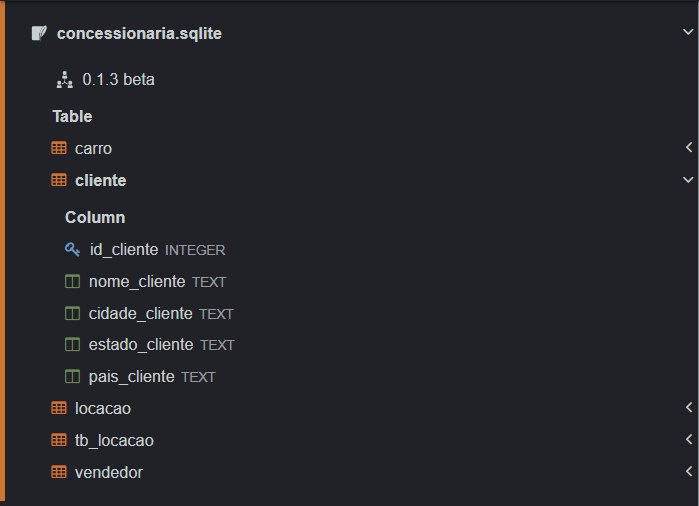 concessionaria.sqlite
0.1.3 beta
Table
carro
cliente
Column
id_cliente INTEGER
nome_cliente TEXT
cidade_cliente TEXT
estado_cliente TEXT
pais_cliente TEXT
locacao
tb_locacao
vendedor